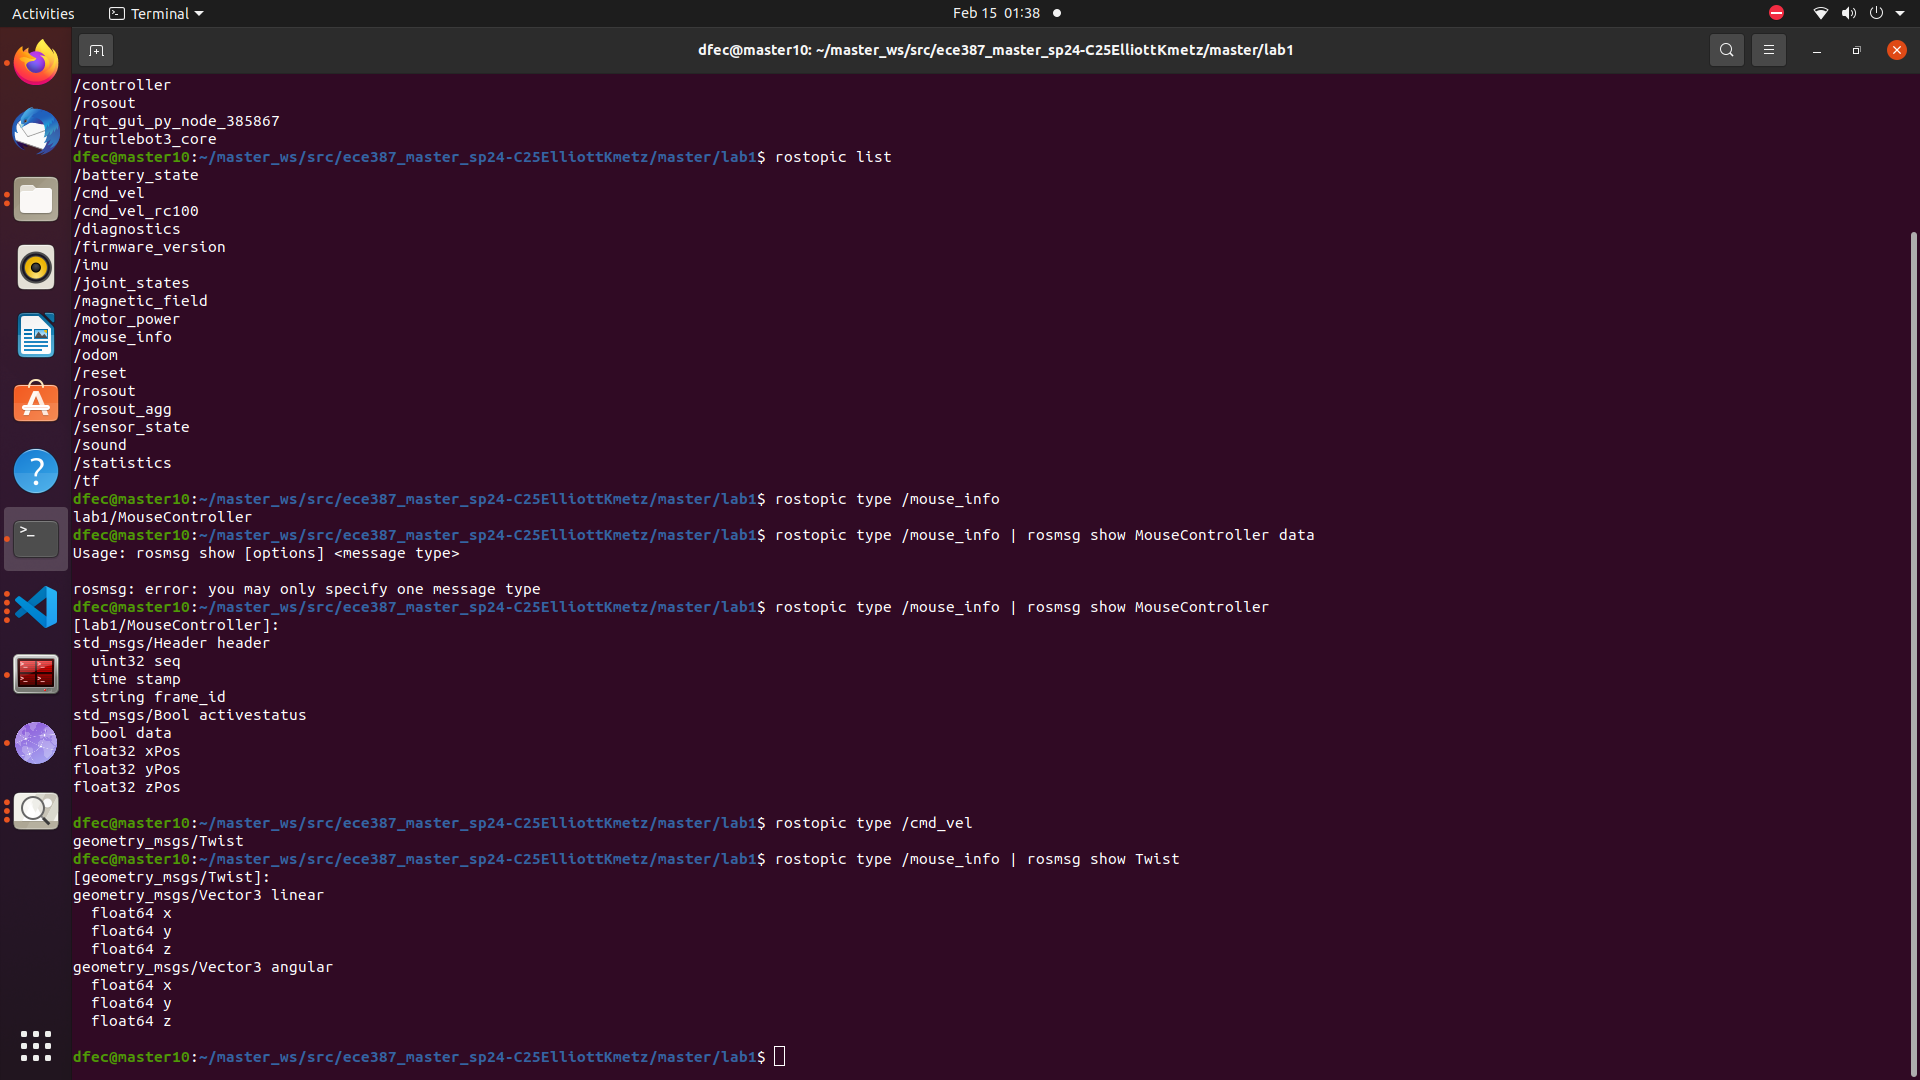 Activities
Terminal
Feb 15 01:38
dfec@master10: ~/master_ws/src/ece387_master_sp24-C25ElliottKmetz/master/lab1
/controller
/rosout
/rqt_gui_py_node_385867
/turtlebot3_core
dfec@master10:~/master_ws/src/ece387_master_sp24-C25ElliottKmetz/master/lab1$ rostopic list
/battery_state
/cmd_vel
/cmd_vel_rc100
/diagnostics
/firmware_version
/imu
/joint_states
/magnetic_field
/motor_power
/mouse_info
/odom
/reset
/rosout
/rosout_agg
/sensor_state
/sound
/statistics
/tf
dfec@master10:~/master_ws/src/ece387_master_sp24-C25ElliottKmetz/master/lab1$ rostopic type /mouse_info
lab1/MouseController
dfec@master10:~/master_ws/src/ece387_master_sp24-C25ElliottKmetz/master/lab1$ rostopic type /mouse_info | rosmsg show MouseController data
Usage: rosmsg show [options] <message type>
rosmsg: error: you may only specify one message type
dfec@master10:~/master_ws/src/ece387_master_sp24-C25ElliottKmetz/master/lab1$ rostopic type /mouse_info | rosmsg show MouseController
[lab1/MouseController]:
std_msgs/Header header
  uint32 seq
  time stamp
  string frame_id
std_msgs/Bool activestatus
  bool data
float32 xPos
float32 yPos
float32 zPos
dfec@master10:~/master_ws/src/ece387_master_sp24-C25ElliottKmetz/master/lab1$ rostopic type /cmd_vel
geometry_msgs/Twist
dfec@master10:~/master_ws/src/ece387_master_sp24-C25ElliottKmetz/master/lab1$ rostopic type /mouse_info | rosmsg show Twist
[geometry_msgs/Twist]:
geometry_msgs/Vector3 linear
  float64 x
  float64 y
  float64 z
geometry_msgs/Vector3 angular
  float64 x
  float64 y
  float64 z
dfec@master10:~/master_ws/src/ece387_master_sp24-C25ElliottKmetz/master/lab1$